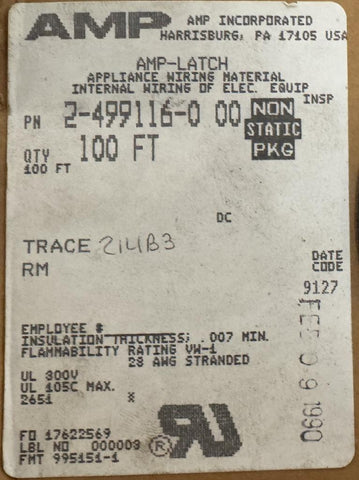 AMP AMP INCORPORATED
HARRISBURG, PA 17105 USA
AMP-LATCH
APPLIANCE WIRING MATERIAL
INTERNAL WIRING OF ELEC. EQUIP
INSP
PN 2-499116-0 00 NON
STATIC
PKG
QTY 100 FT
100 FT
DC
TRACE 214B3
RM
DATE
CODE
9127
EMPLOYEE #
INSULATION THICKNESS; .007 MIN.
FLAMMABILITY RATING VW-1
28 AWG STRANDED
UL 300V
UL 105C MAX.
2651 *
FEB 09 1990
FO 17622569
LBL NO 000003 ® RU
FMT 995151-1